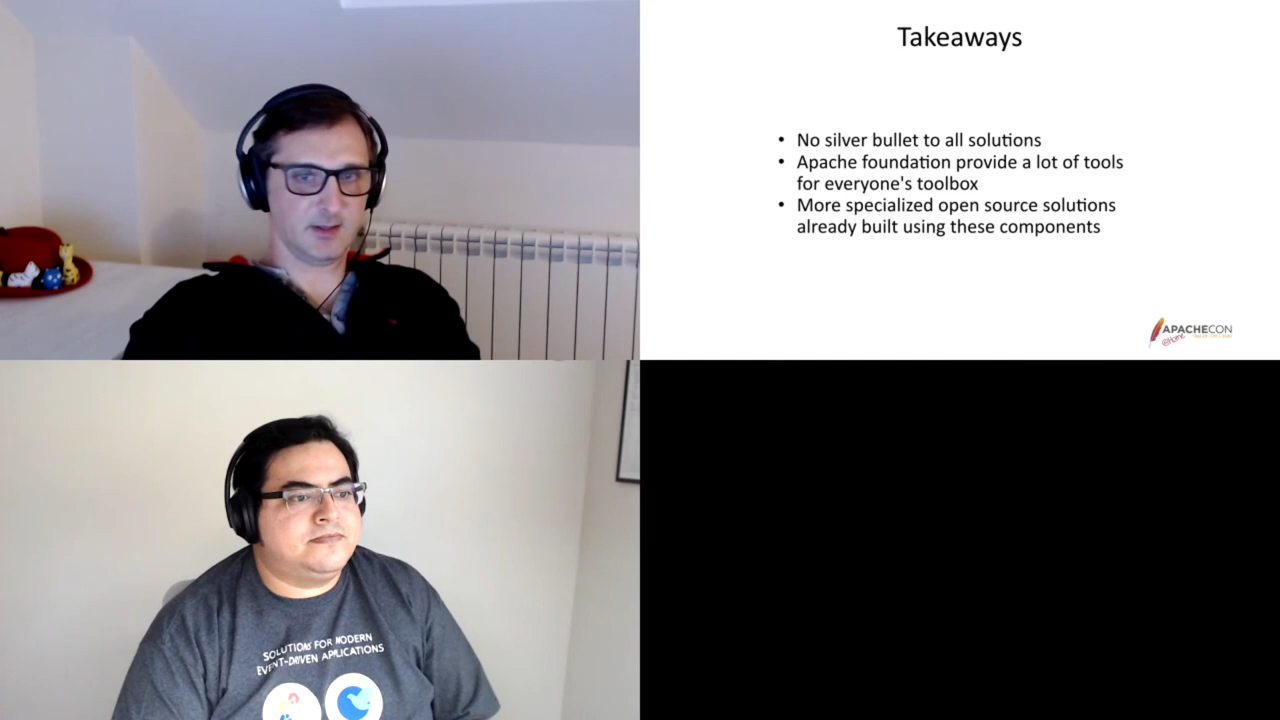 Takeaways
• No silver bullet to all solutions
• Apache foundation provide a lot of tools
for everyone's toolbox
• More specialized open source solutions
already built using these components
APACHECON
@Home
SOLUTIONS FOR MODERN
EVENT-DRIVEN APPLICATIONS